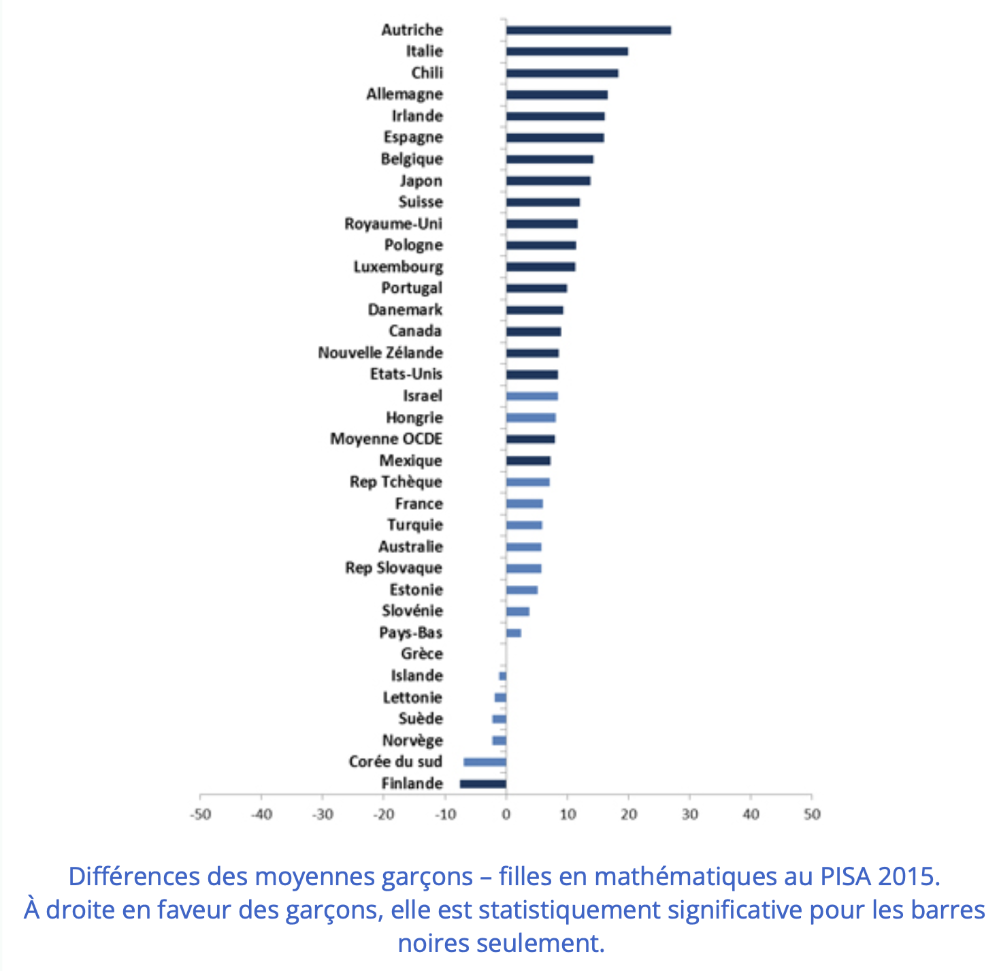 Autriche
Italie
Chili
Allemagne
Irlande
Espagne
Belgique
Japon
Suisse
Royaume-Uni
Pologne
Luxembourg
Portugal
Danemark
Canada
Nouvelle Zélande
Etats-Unis
Israel
Hongrie
Moyenne OCDE
Mexique
Rep Tchèque
France
Turquie
Australie
Rep Slovaque
Estonie
Slovénie
Pays-Bas
Grèce
Islande
Lettonie
Suède
Norvège
Corée du sud
Finlande
-50 -40 -30 -20 -10 0 10 20 30 40 50
Différences des moyennes garçons – filles en mathématiques au PISA 2015.
À droite en faveur des garçons, elle est statistiquement significative pour les barres
noires seulement.